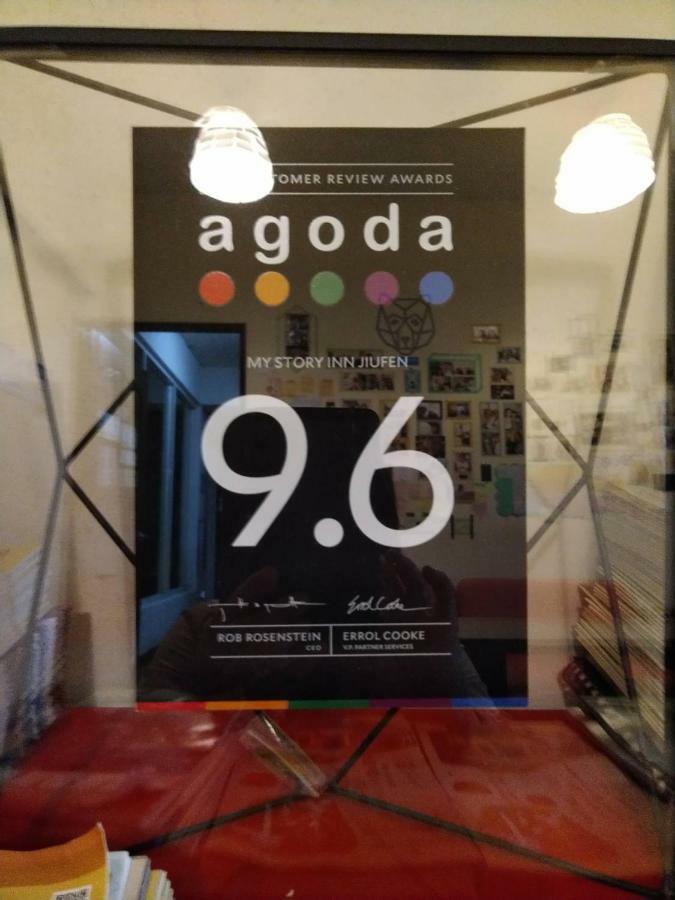 TOMER REVIEW AWARDS
agoda
MY STORY INN JIUFEN
9.6
ROB ROSENSTEIN
CEO
ERROL COOKE
V.P. PARTNER SERVICES